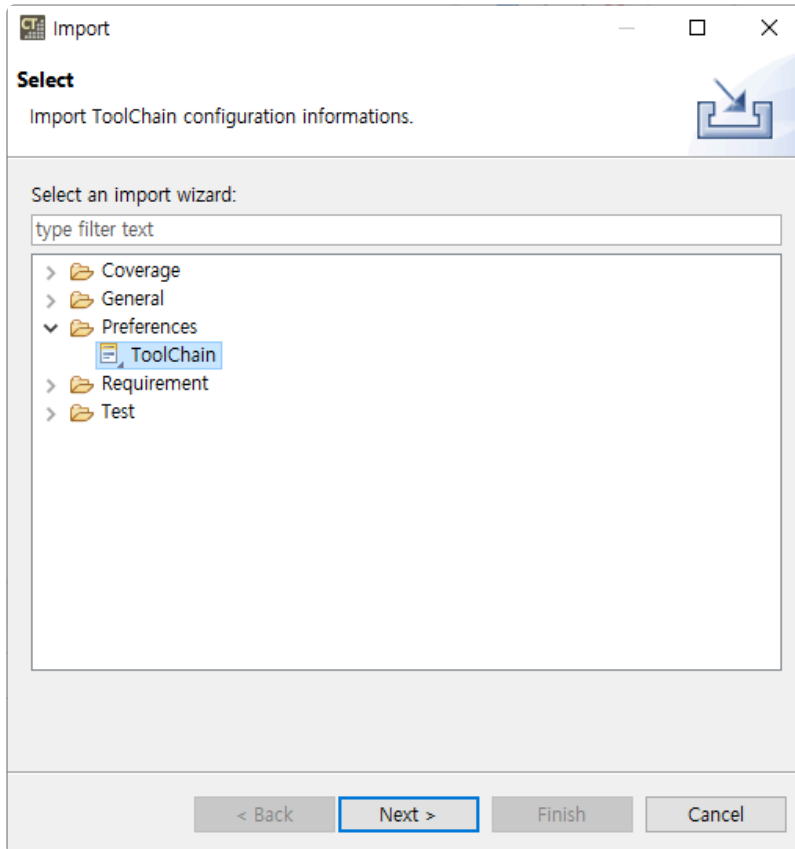 CT Import
Select
Import ToolChain configuration informations.
Select an import wizard:
type filter text
Coverage
General
Preferences
ToolChain
Requirement
Test
< Back Next > Finish Cancel